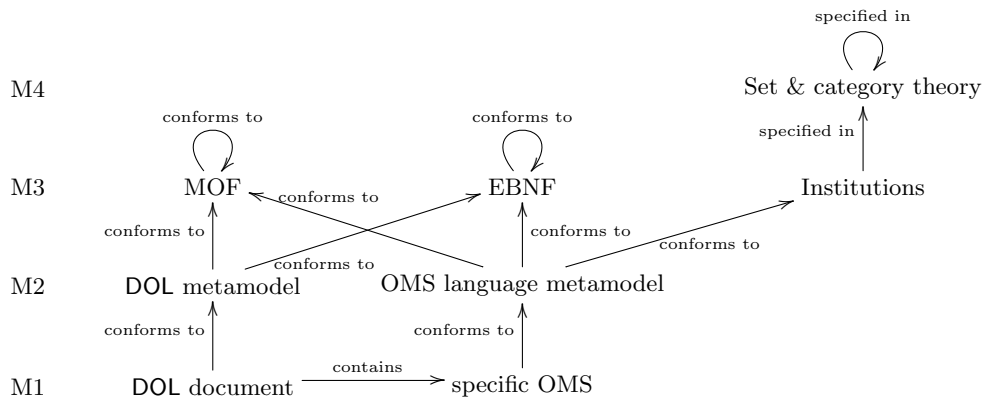 specified in
M4
Set & category theory
conforms to
conforms to
specified in
M3
MOF
EBNF
Institutions
conforms to
conforms to
conforms to
conforms to
conforms to
conforms to
M2
DOL metamodel
OMS language metamodel
conforms to
conforms to
contains
M1
DOL document
specific OMS